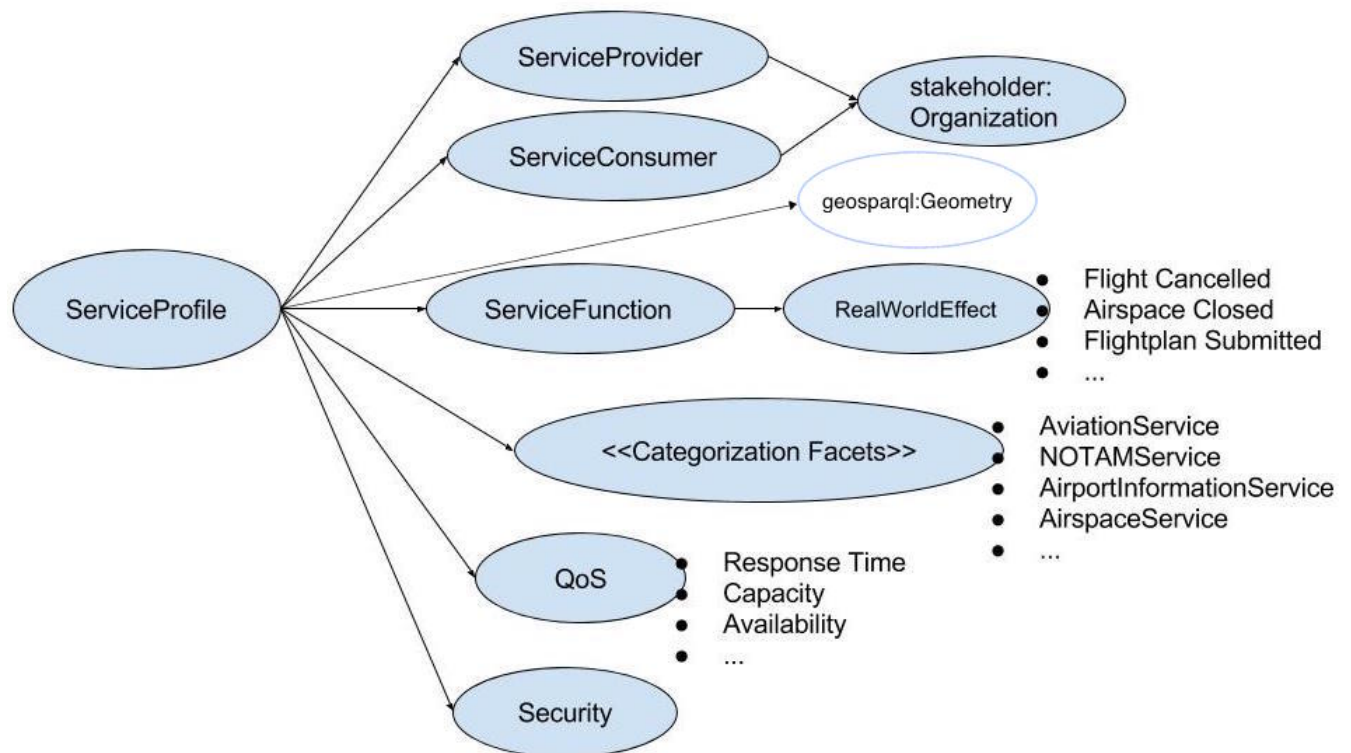 ServiceProvider
stakeholder:
Organization
ServiceConsumer
geosparql:Geometry
ServiceProfile
ServiceFunction
RealWorldEffect
● Flight Cancelled
● Airspace Closed
● Flightplan Submitted
● ...
<<Categorization Facets>>
● AviationService
● NOTAMService
● AirportInformationService
● AirspaceService
● ...
QoS
● Response Time
● Capacity
● Availability
● ...
Security